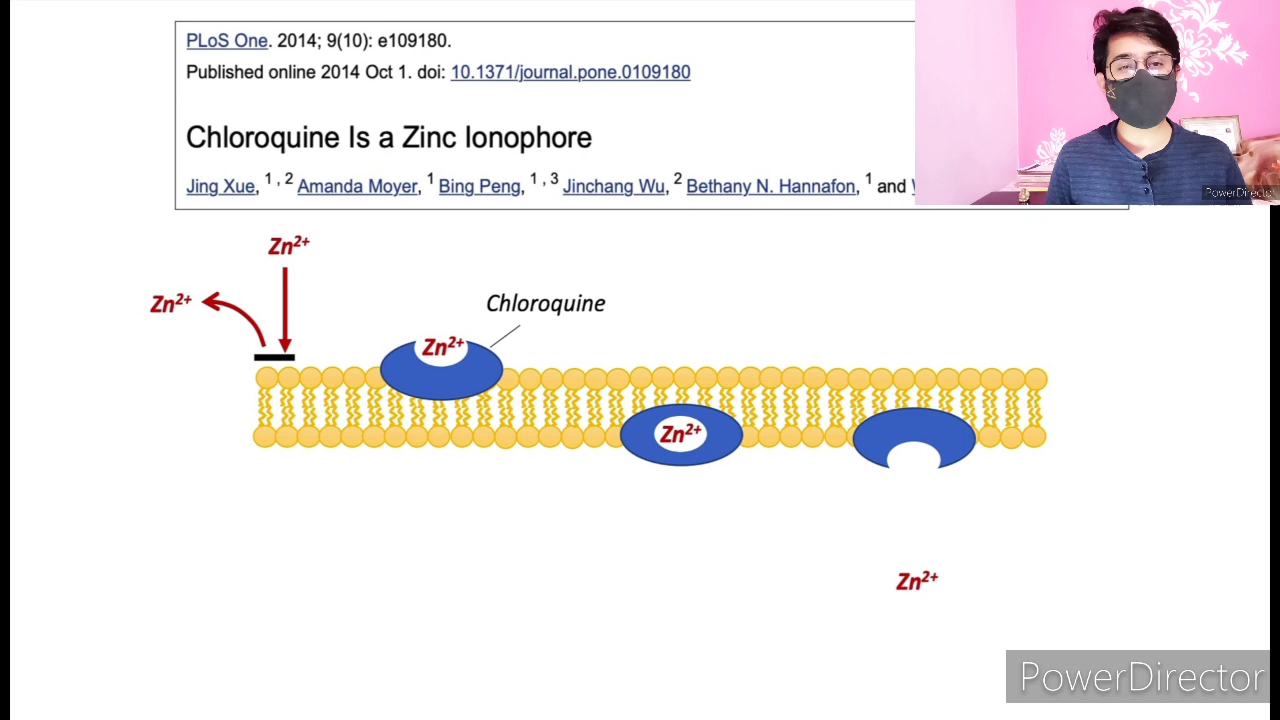 PLoS One. 2014; 9(10): e109180.
Published online 2014 Oct 1. doi: 10.1371/journal.pone.0109180
Chloroquine Is a Zinc Ionophore
Jing Xue, 1 , 2 Amanda Moyer, 1 Bing Peng, 1 , 3 Jinchang Wu, 2 Bethany N. Hannafon, 1 and
PowerDirector
Zn2+
Zn2+
Chloroquine
Zn2+
Zn2+
Zn2+
PowerDirector